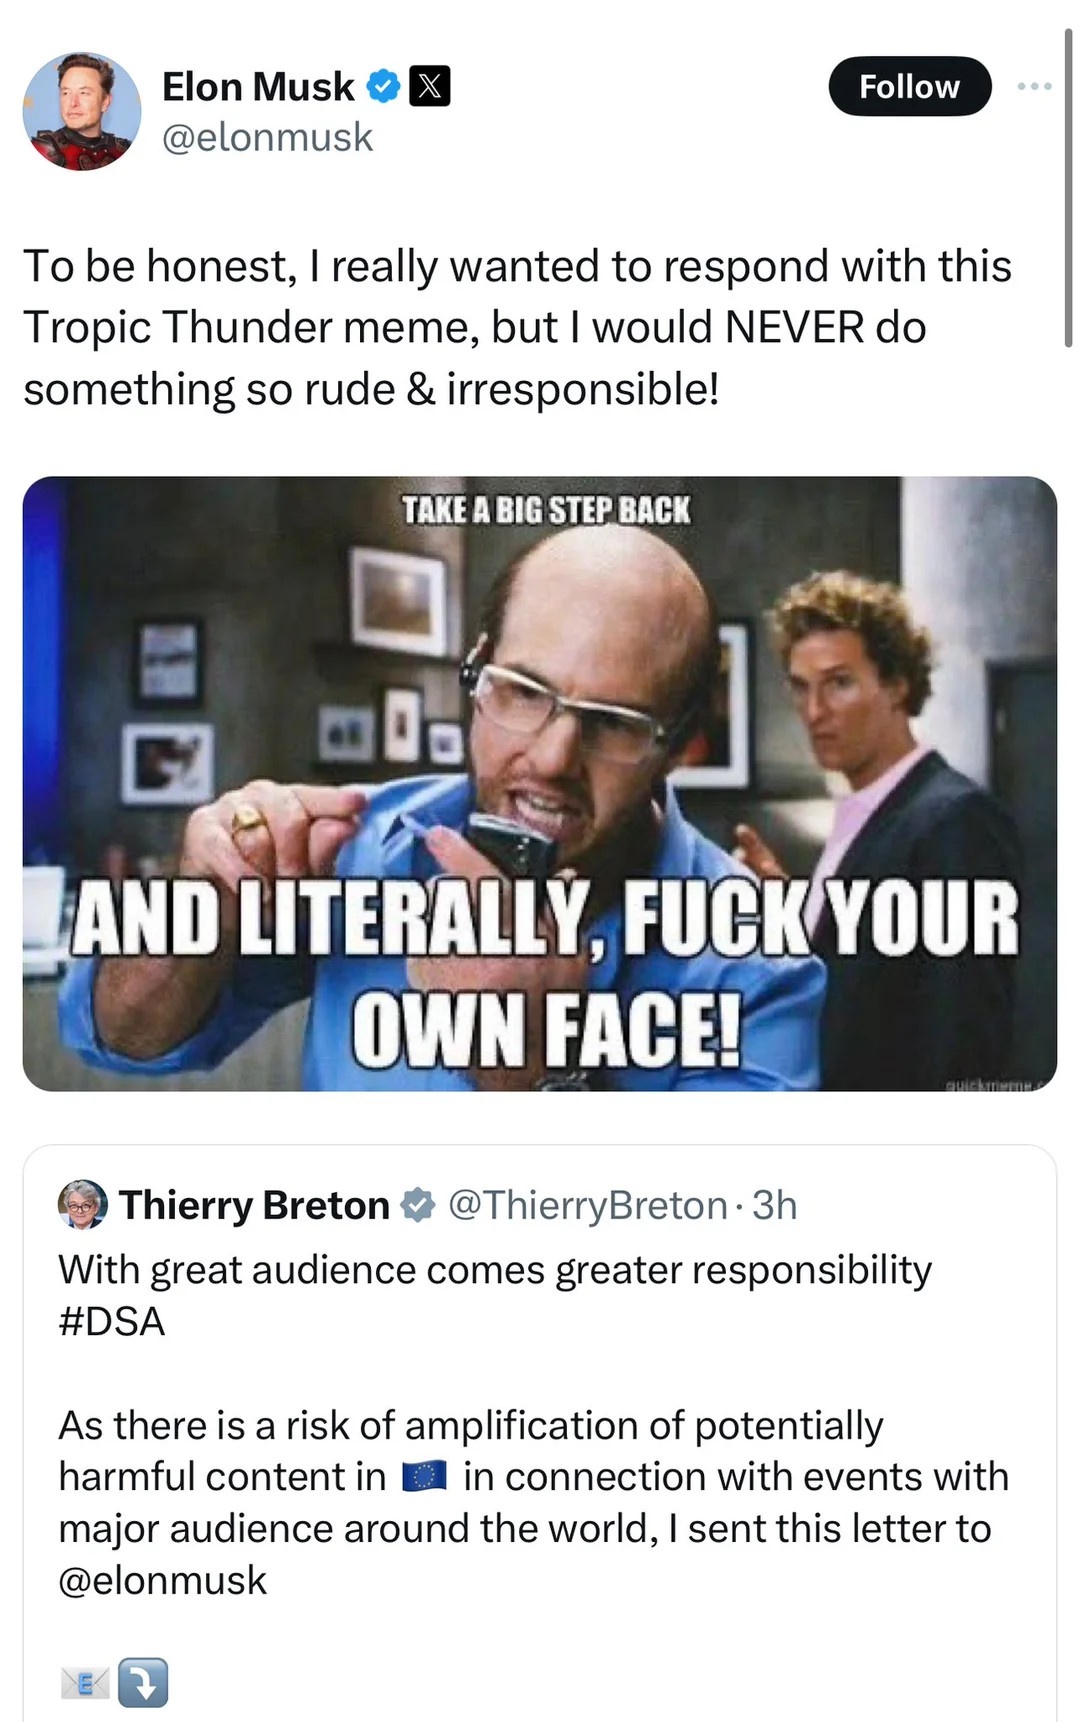 Elon Musk
Follow
@elonmusk
To be honest, I really wanted to respond with this
Tropic Thunder meme, but I would NEVER do
something so rude & irresponsible!
TAKE A BIG STEP BACK
AND LITERALLY, FUCK YOUR
OWN FACE!
Thierry Breton @ThierryBreton · 3h
With great audience comes greater responsibility
#DSA
As there is a risk of amplification of potentially
harmful content in 🇪🇺 in connection with events with
major audience around the world, I sent this letter to
@elonmusk
📧⤵️